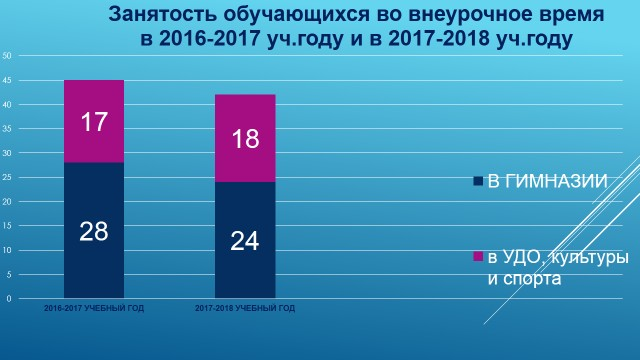 Занятость обучающихся во внеурочное время
в 2016-2017 уч.году и в 2017-2018 уч.году
50
45
40
35
30
25
20
15
10
5
0
17
28
18
24
2016-2017 УЧЕБНЫЙ ГОД
2017-2018 УЧЕБНЫЙ ГОД
В ГИМНАЗИИ
в УДО, культуры
и спорта